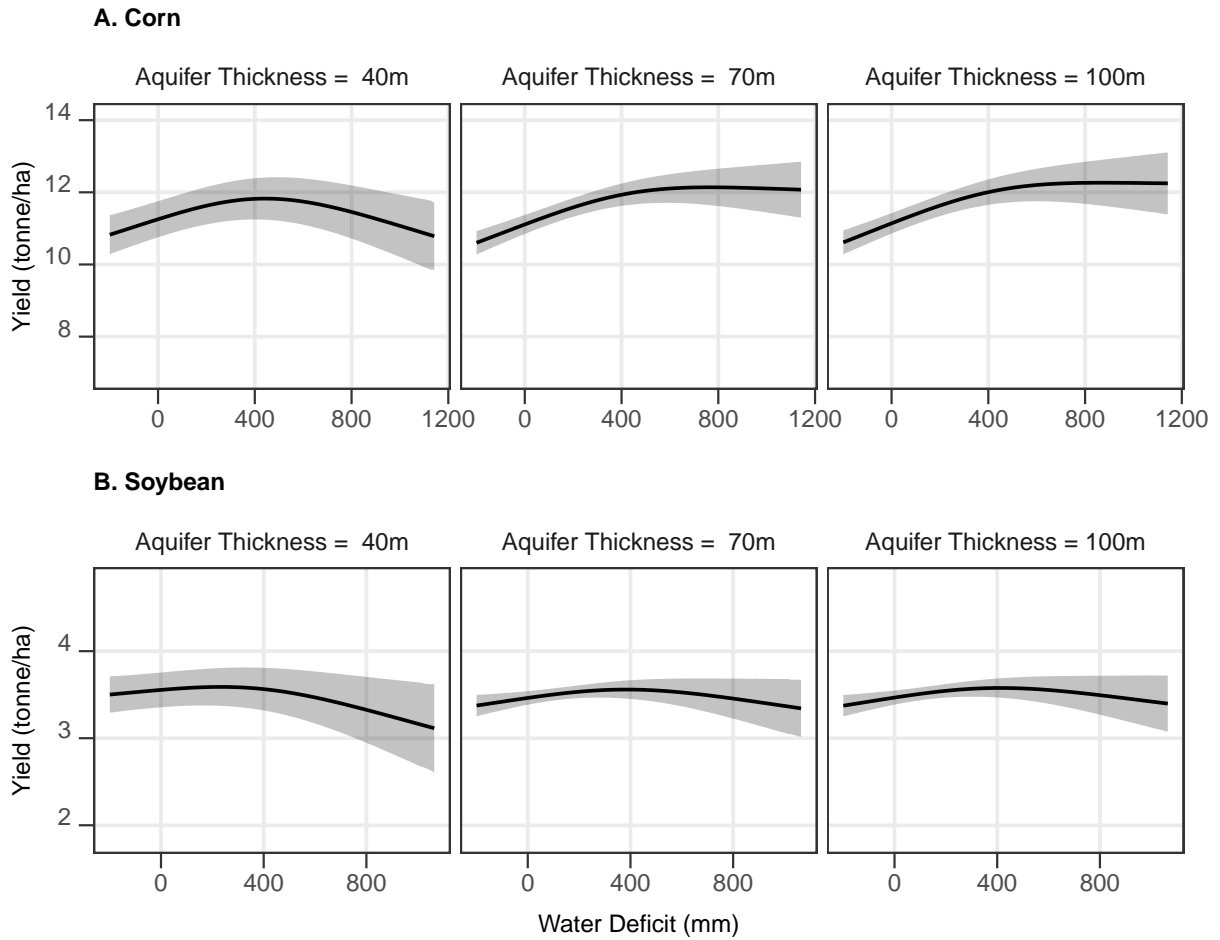 A. Corn
Aquifer Thickness =  40m
Aquifer Thickness =  70m
Aquifer Thickness = 100m
Yield (tonne/ha)
14
12
10
8
0 400 800 1200
0 400 800 1200
0 400 800 1200
B. Soybean
Aquifer Thickness =  40m
Aquifer Thickness =  70m
Aquifer Thickness = 100m
Yield (tonne/ha)
4
3
2
0 400 800
0 400 800
0 400 800
Water Deficit (mm)